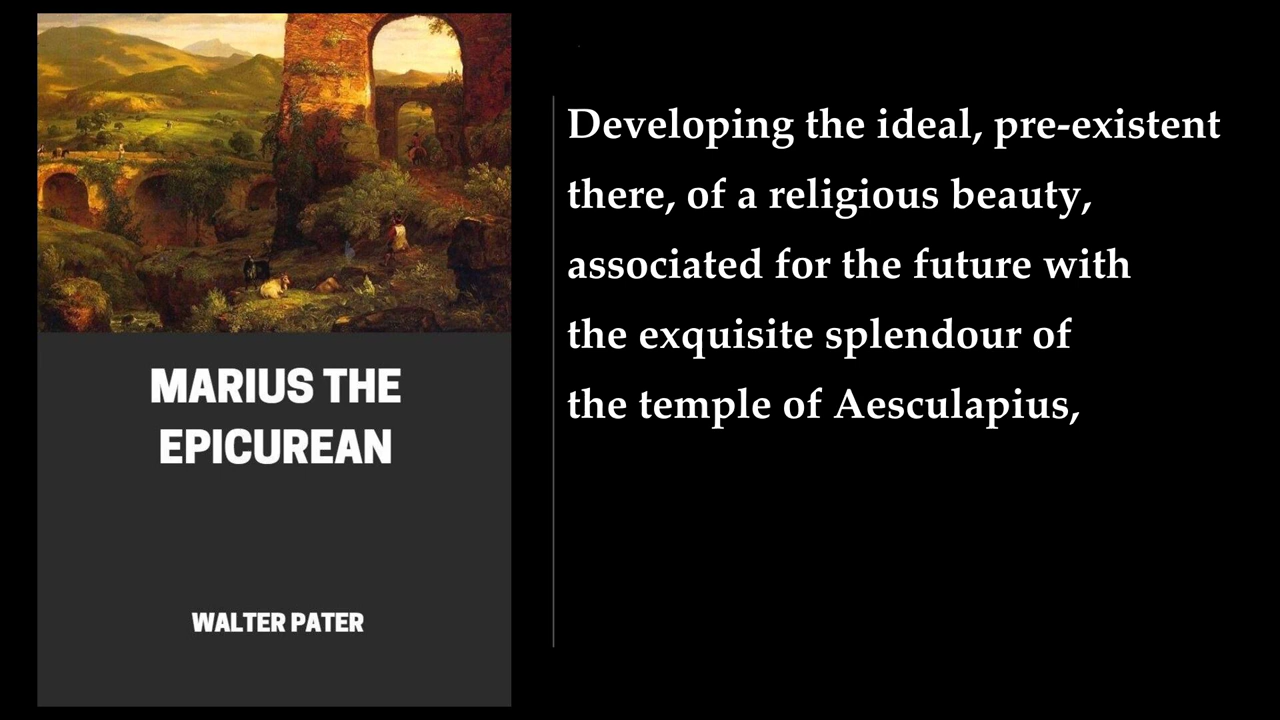 MARIUS THE
EPICUREAN
WALTER PATER
Developing the ideal, pre-existent
there, of a religious beauty,
associated for the future with
the exquisite splendour of
the temple of Aesculapius,